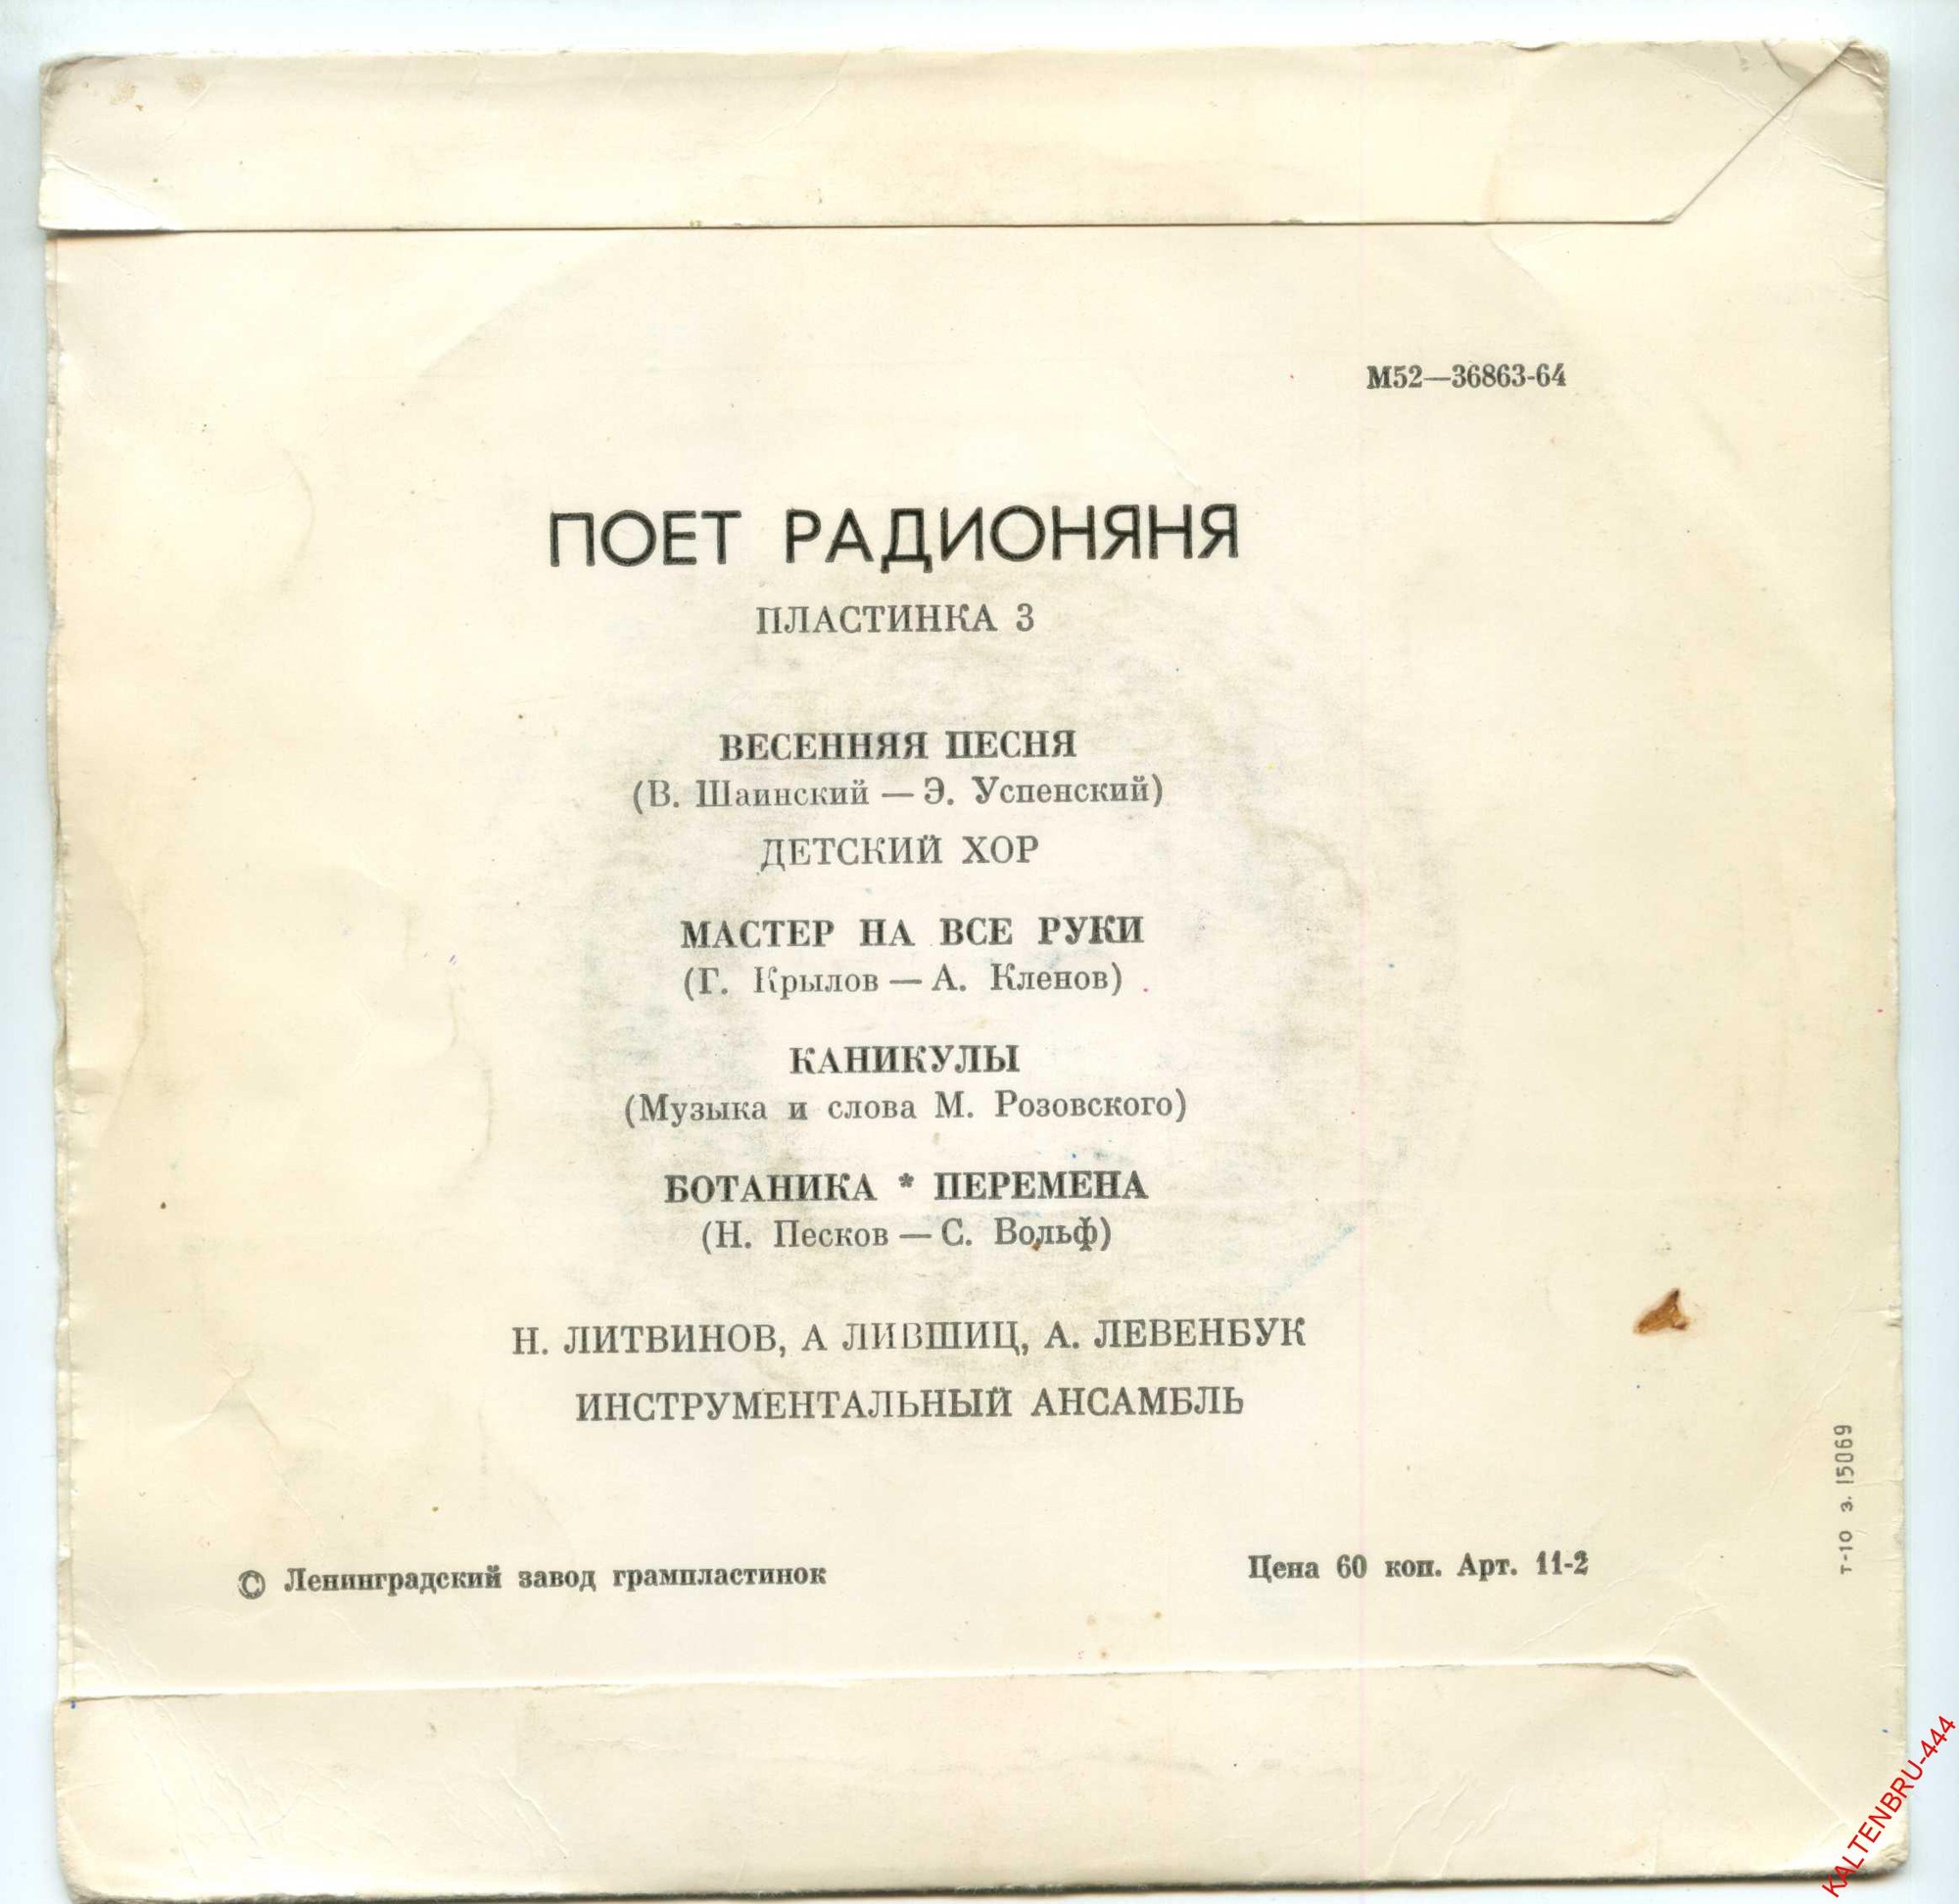 М52—36863-64
ПОЕТ РАДИОНЯНЯ
ПЛАСТИНКА 3
ВЕСЕННЯЯ ПЕСНЯ
(В. Шаинский — Э. Успенский)
ДЕТСКИЙ ХОР
МАСТЕР НА ВСЕ РУКИ
(Г. Крылов — А. Кленов)
КАНИКУЛЫ
(Музыка и слова М. Розовского)
БОТАНИКА * ПЕРЕМЕНА
(Н. Песков — С. Вольф)
Н. ЛИТВИНОВ, А ЛИВШИЦ, А. ЛЕВЕНБУК
ИНСТРУМЕНТАЛЬНЫЙ АНСАМБЛЬ
© Ленинградский завод грампластинок
Цена 60 коп. Арт. 11-2
т-10 з. 15069
KALTENBRU-444